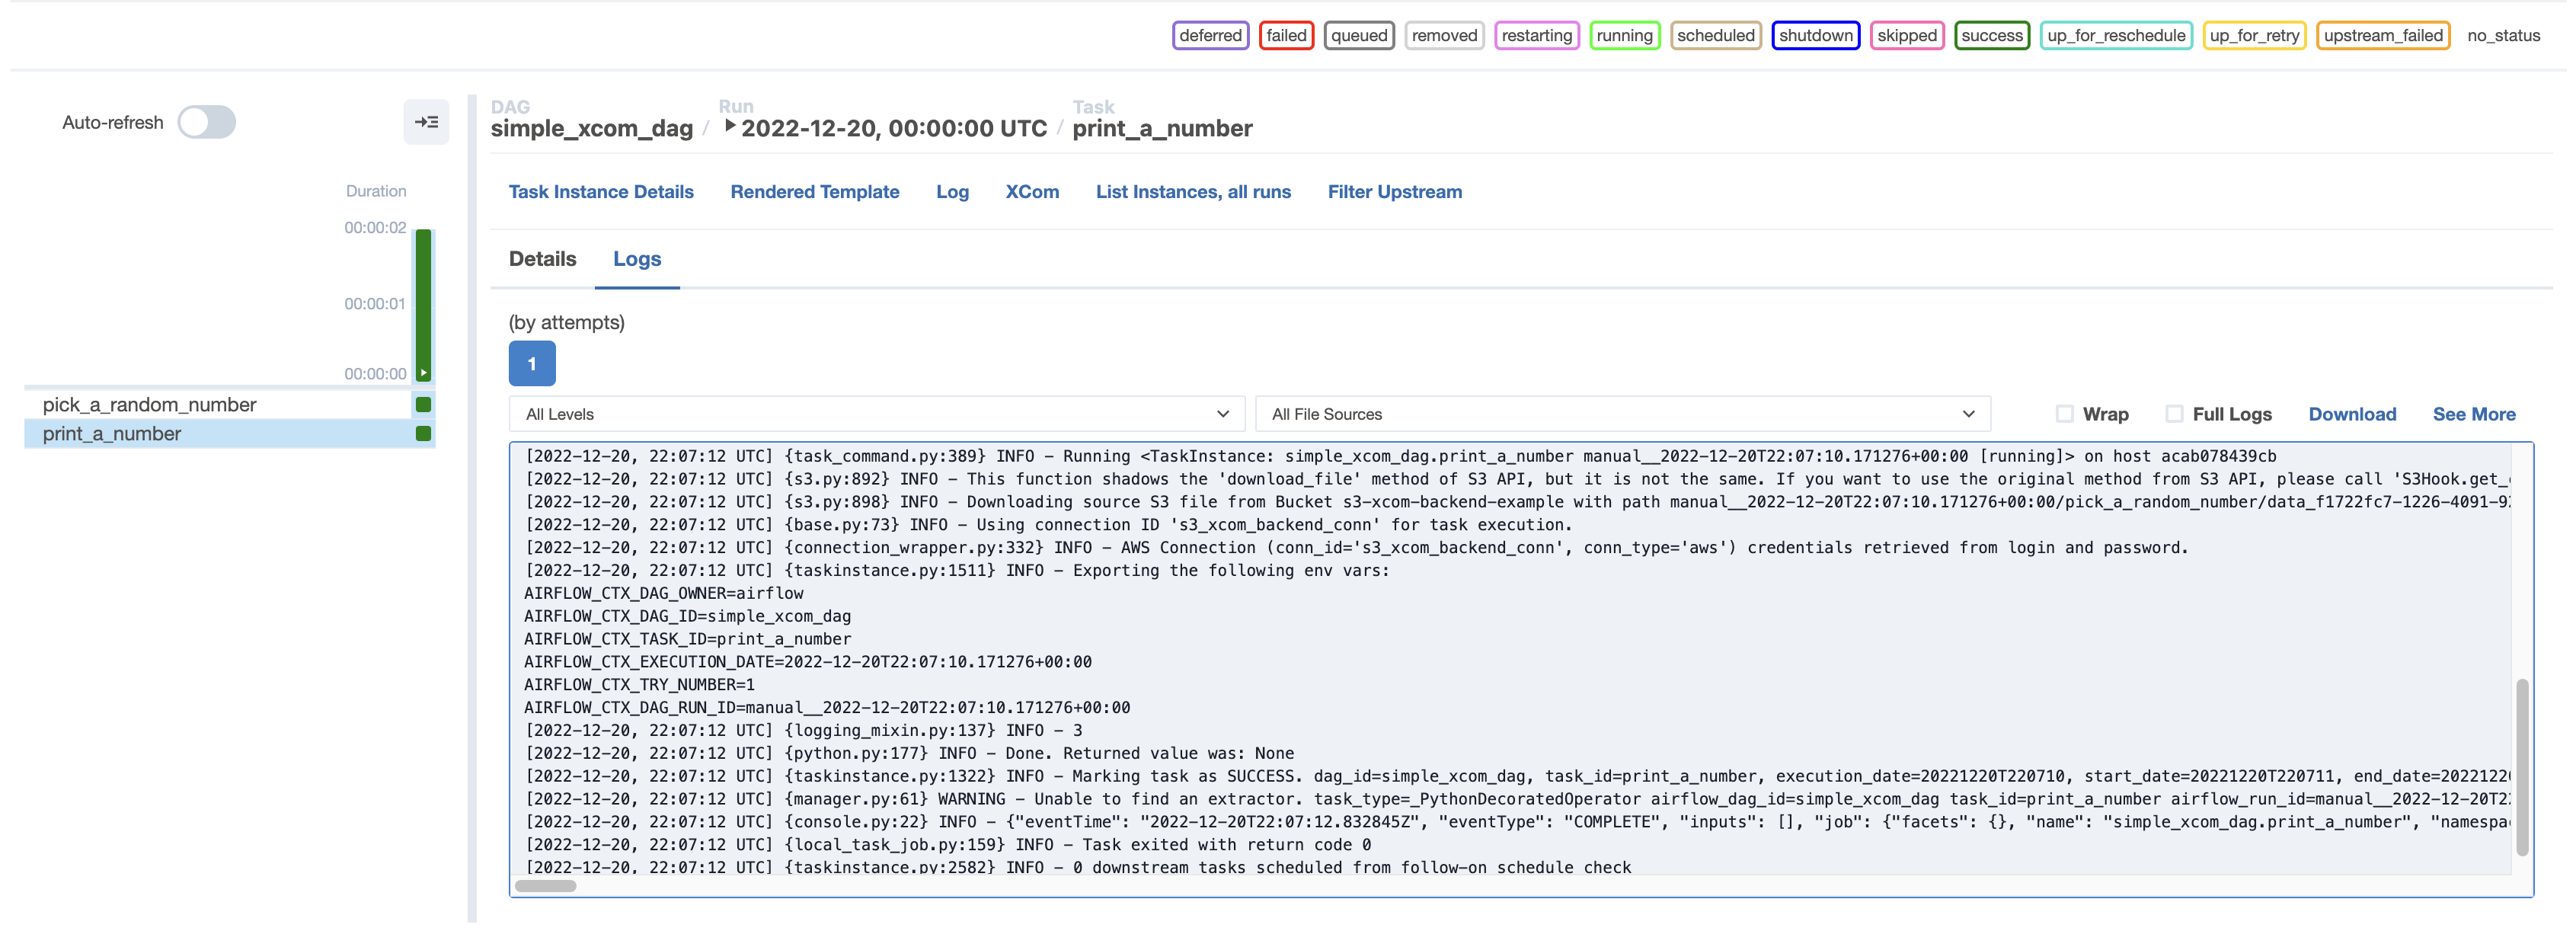 deferred failed queued removed restarting running scheduled shutdown skipped success up_for_reschedule up_for_retry upstream_failed no_status
Auto-refresh
Duration
00:00:02
00:00:01
00:00:00
pick_a_random_number
print_a_number
DAG Run Task
simple_xcom_dag / 2022-12-20, 00:00:00 UTC / print_a_number
Task Instance Details Rendered Template Log XCom List Instances, all runs Filter Upstream
Details Logs
(by attempts)
1
All Levels All File Sources Wrap Full Logs Download See More
[2022-12-20, 22:07:12 UTC] {task_command.py:389} INFO - Running <TaskInstance: simple_xcom_dag.print_a_number manual__2022-12-20T22:07:10.171276+00:00 [running]> on host acab078439cb
[2022-12-20, 22:07:12 UTC] {s3.py:892} INFO - This function shadows the 'download_file' method of S3 API, but it is not the same. If you want to use the original method from S3 API, please call 'S3Hook.get_
[2022-12-20, 22:07:12 UTC] {s3.py:898} INFO - Downloading source S3 file from Bucket s3-xcom-backend-example with path manual__2022-12-20T22:07:10.171276+00:00/pick_a_random_number/data_f1722fc7-1226-4091-9
[2022-12-20, 22:07:12 UTC] {base.py:73} INFO - Using connection ID 's3_xcom_backend_conn' for task execution.
[2022-12-20, 22:07:12 UTC] {connection_wrapper.py:332} INFO - AWS Connection (conn_id='s3_xcom_backend_conn', conn_type='aws') credentials retrieved from login and password.
[2022-12-20, 22:07:12 UTC] {taskinstance.py:1511} INFO - Exporting the following env vars:
AIRFLOW_CTX_DAG_OWNER=airflow
AIRFLOW_CTX_DAG_ID=simple_xcom_dag
AIRFLOW_CTX_TASK_ID=print_a_number
AIRFLOW_CTX_EXECUTION_DATE=2022-12-20T22:07:10.171276+00:00
AIRFLOW_CTX_TRY_NUMBER=1
AIRFLOW_CTX_DAG_RUN_ID=manual__2022-12-20T22:07:10.171276+00:00
[2022-12-20, 22:07:12 UTC] {logging_mixin.py:137} INFO - 3
[2022-12-20, 22:07:12 UTC] {python.py:177} INFO - Done. Returned value was: None
[2022-12-20, 22:07:12 UTC] {taskinstance.py:1322} INFO - Marking task as SUCCESS. dag_id=simple_xcom_dag, task_id=print_a_number, execution_date=20221220T220710, start_date=20221220T220711, end_date=2022122
[2022-12-20, 22:07:12 UTC] {manager.py:61} WARNING - Unable to find an extractor. task_type=_PythonDecoratedOperator airflow_dag_id=simple_xcom_dag task_id=print_a_number airflow_run_id=manual__2022-12-20T2
[2022-12-20, 22:07:12 UTC] {console.py:22} INFO - {"eventTime": "2022-12-20T22:07:12.832845Z", "eventType": "COMPLETE", "inputs": [], "job": {"facets": {}, "name": "simple_xcom_dag.print_a_number", "namespa
[2022-12-20, 22:07:12 UTC] {local_task_job.py:159} INFO - Task exited with return code 0
[2022-12-20, 22:07:12 UTC] {taskinstance.py:2582} INFO - 0 downstream tasks scheduled from follow-on schedule check